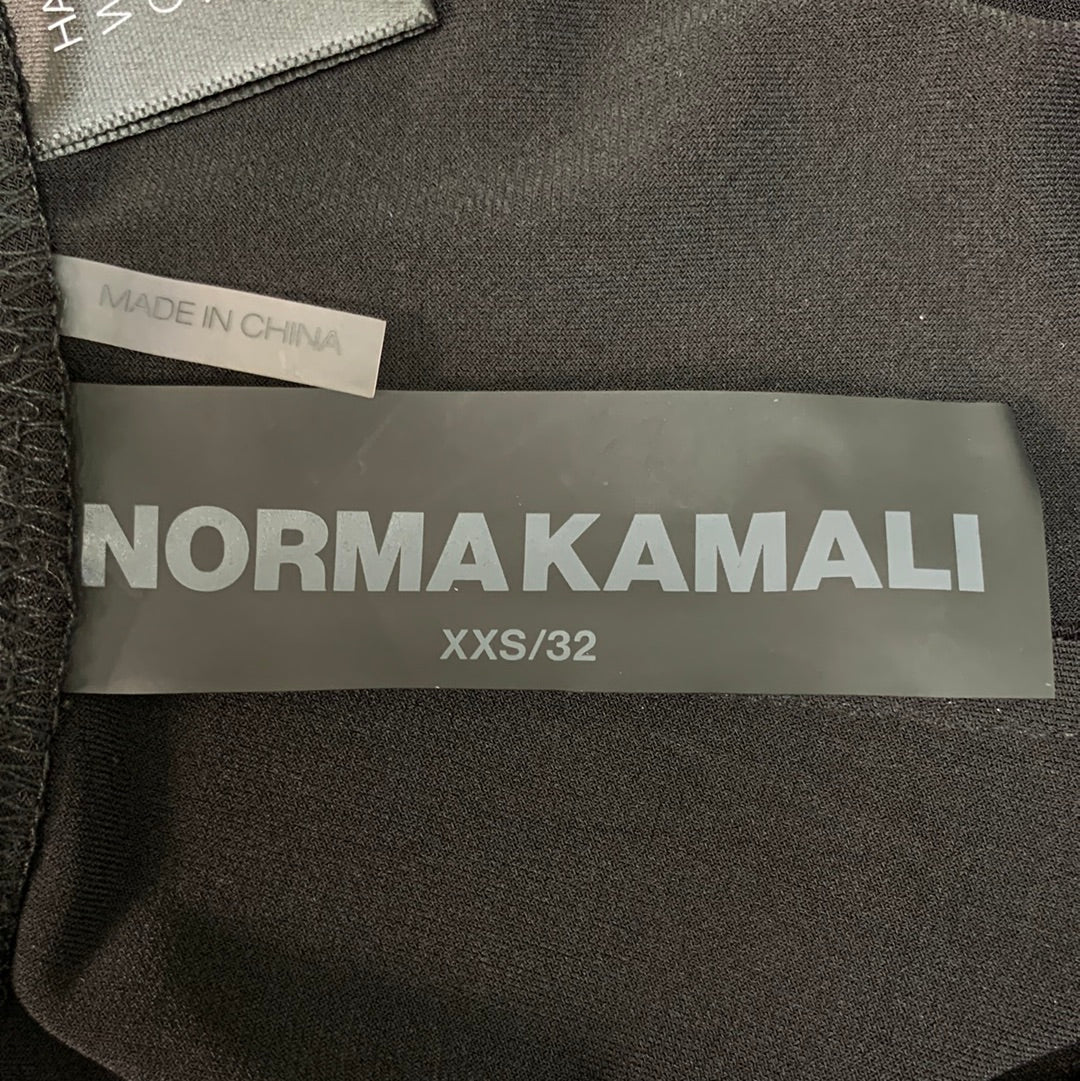 MADE IN CHINA
NORMA KAMALI
XXS/32